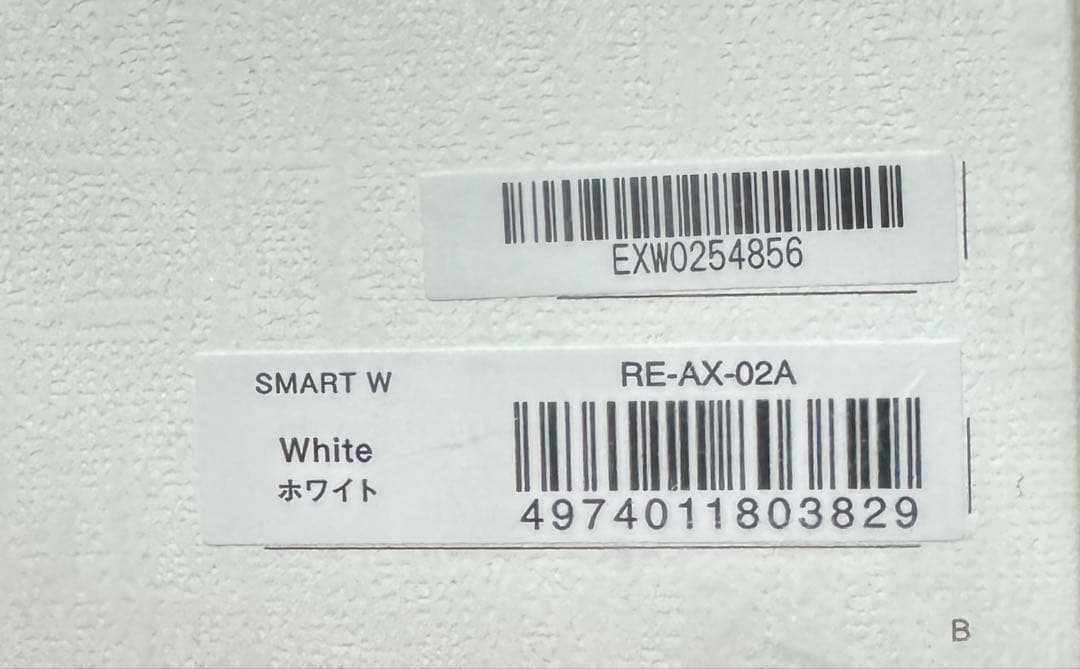 EXW0254856
SMART W
RE-AX-02A
White
ホワイト
4974011803829
B